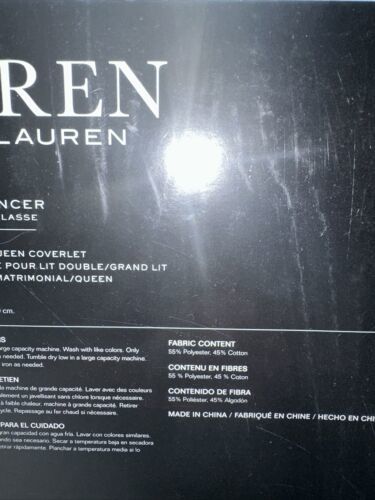 REN
LAUREN
NCER
LASSE
EEN COVERLET
POUR LIT DOUBLE/GRAND LIT
MATRIMONIAL/QUEEN
cm.
FABRIC CONTENT
55% Polyester, 45% Cotton
CONTENU EN FIBRES
55 % Polyester, 45 % Coton
CONTENIDO DE FIBRA
55% Poliéster, 45% Algodón
MADE IN CHINA / FABRIQUÉ EN CHINE / HECHO EN CHI
large capacity machine. Wash with like colors. Only
needed. Tumble dry low in a large capacity machine.
iron as needed.
ETIEN
machine de grande capacité. Laver avec des couleurs
seulement un javellisant sans chlore lorsque nécessaire.
à faible chaleur, machine à grande capacité. Retirer
cycle. Repassage au fer chaud si nécessaire.
PARA EL CUIDADO
gran capacidad con agua fría. Lavar con colores similares.
sea necesario. Secar a temperatura baja en secadora
retirar rápidamente. Planchar a temperatura media si lo